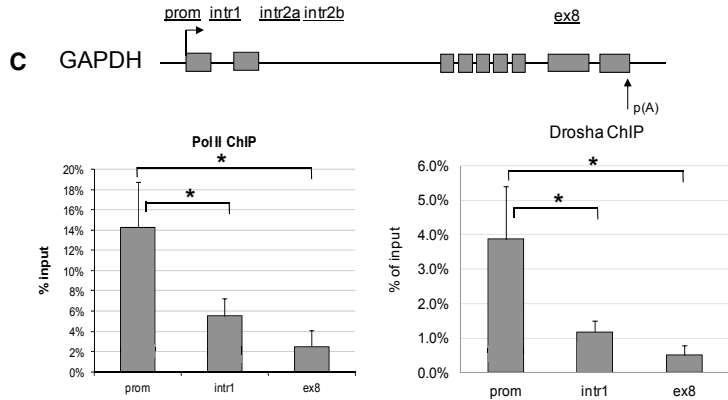 prom intr1 intr2a intr2b ex8
C GAPDH
p(A)
Pol II ChIP
20%
18%
16%
14%
12%
10%
8%
6%
4%
2%
0%
% input
*
*
prom intr1 ex8
Drosha ChIP
6.0%
5.0%
4.0%
3.0%
2.0%
1.0%
0.0%
% of input
*
*
prom intr1 ex8